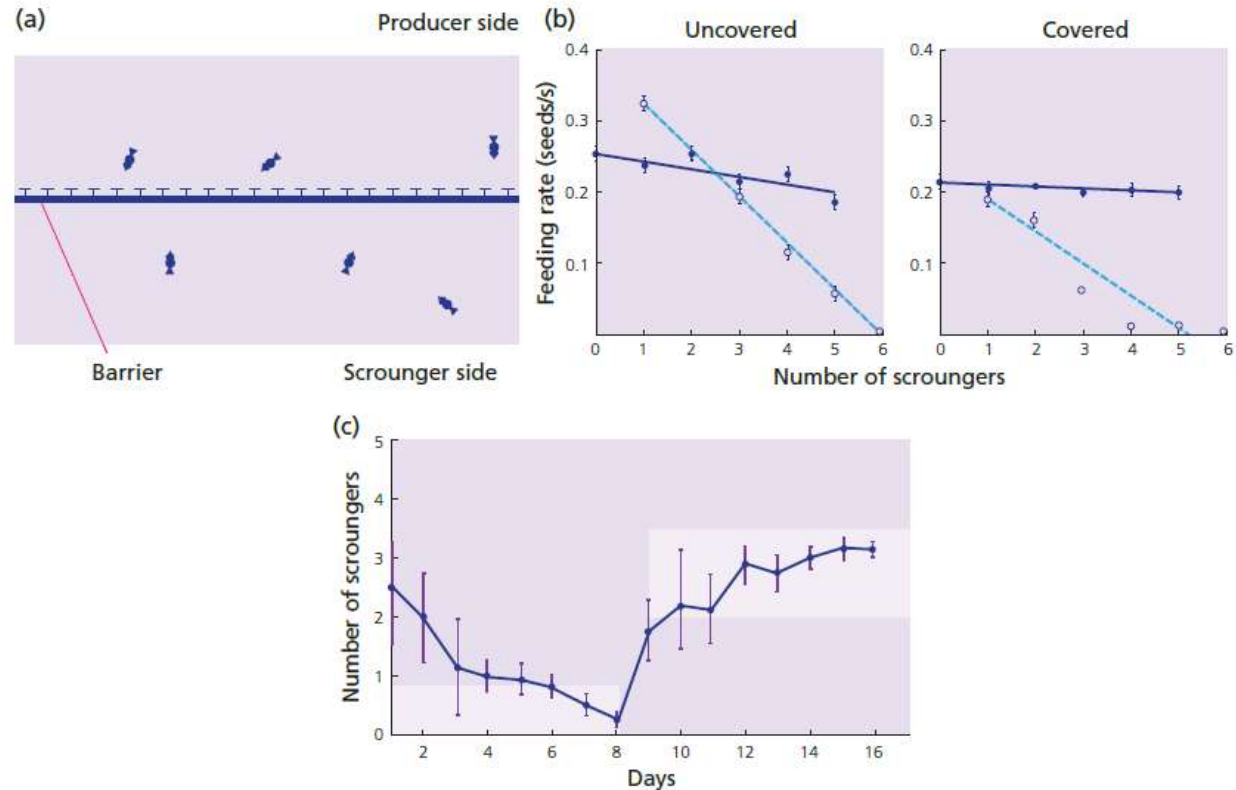 (a)
Producer side
Barrier
Scrounger side
(b)
Uncovered
Covered
Feeding rate (seeds/s)
0.4
0.3
0.2
0.1
0 1 2 3 4 5 6
0.4
0.3
0.2
0.1
0 1 2 3 4 5 6
Number of scroungers
(c)
Number of scroungers
5
4
3
2
1
0
2 4 6 8 10 12 14 16
Days